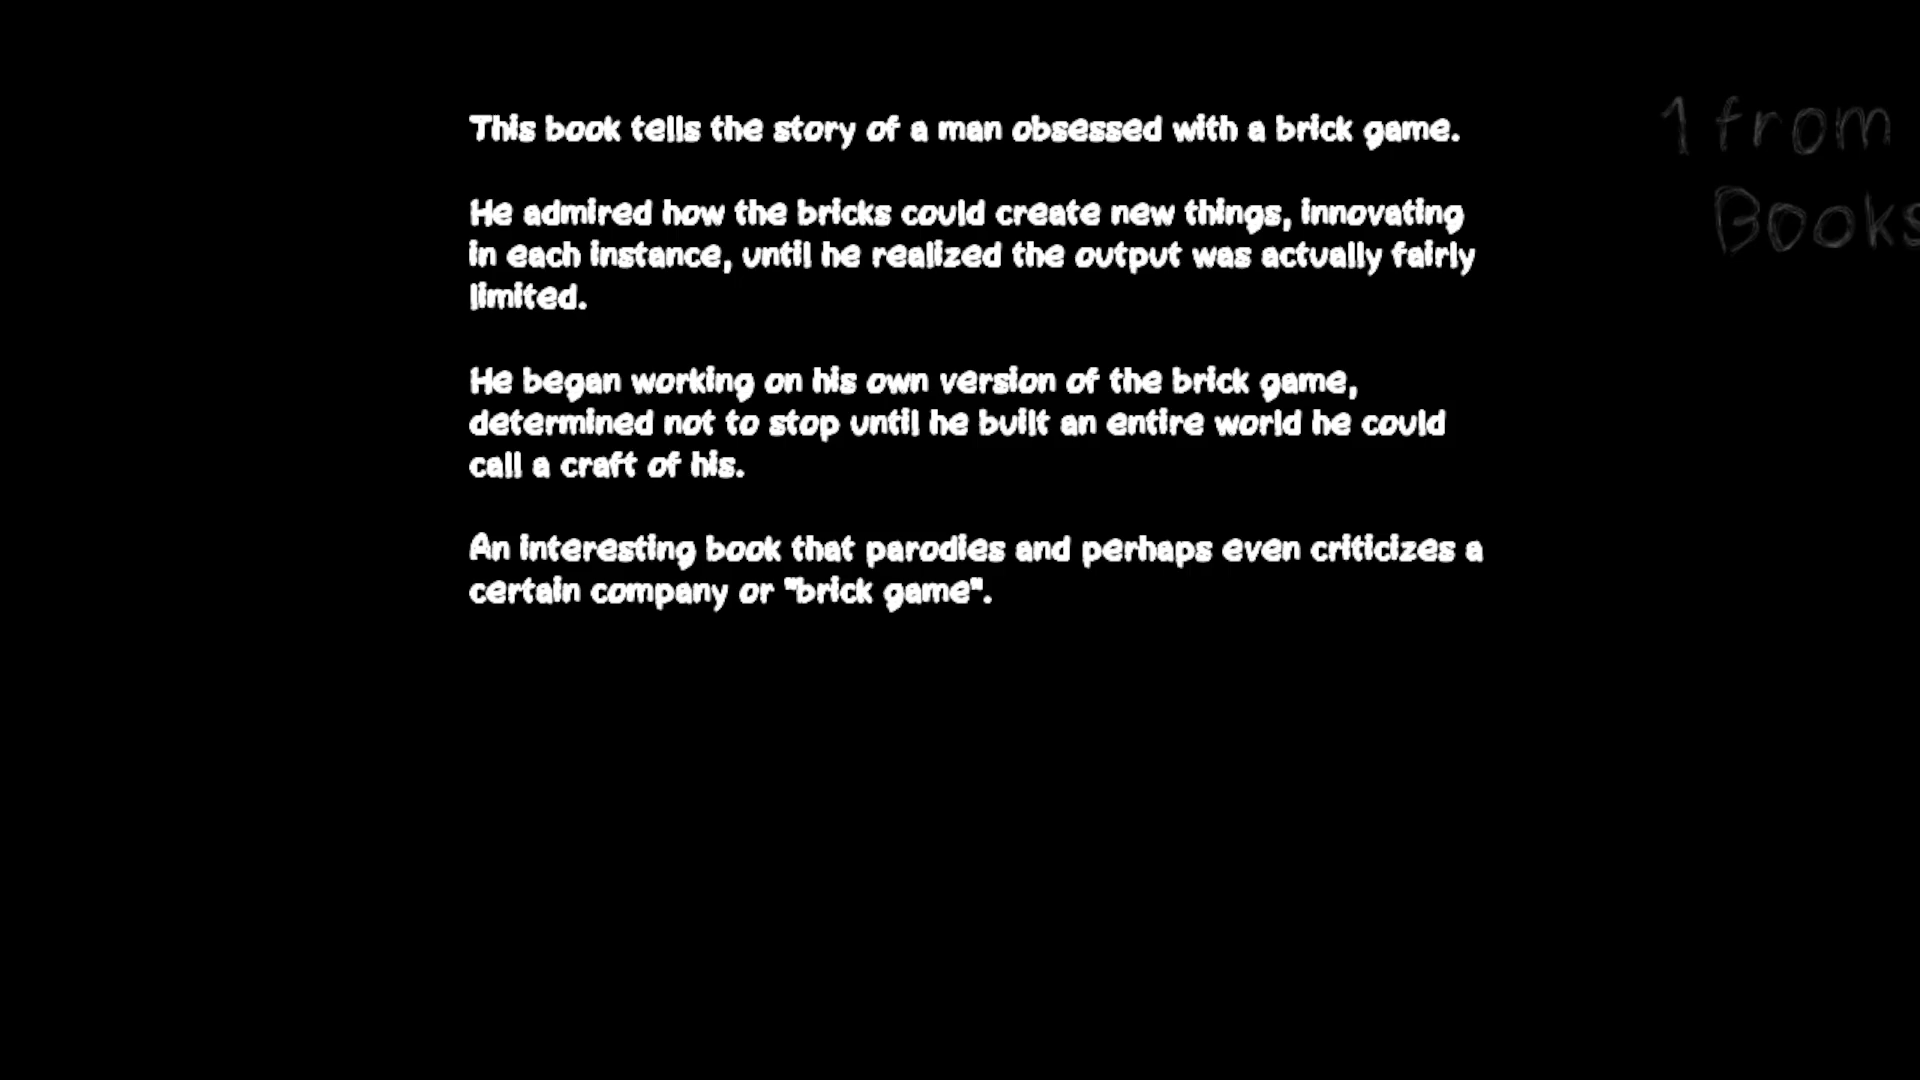 This book tells the story of a man obsessed with a brick game.
He admired how the bricks could create new things, innovating
in each instance, until he realized the output was actually fairly
limited.
He began working on his own version of the brick game,
determined not to stop until he built an entire world he could
call a craft of his.
An interesting book that parodies and perhaps even criticizes a
certain company or "brick game".
1 from
Books